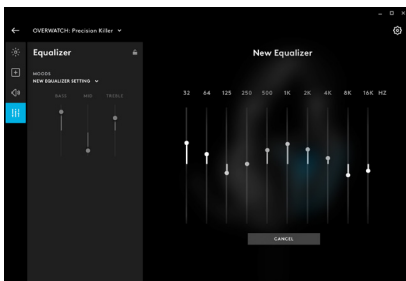 OVERWATCH: Precision Killer
Equalizer
New Equalizer
MOODS
NEW EQUALIZER SETTING
BASS MID TREBLE
32 64 125 250 500 1K 2K 4K 8K 16K HZ
CANCEL